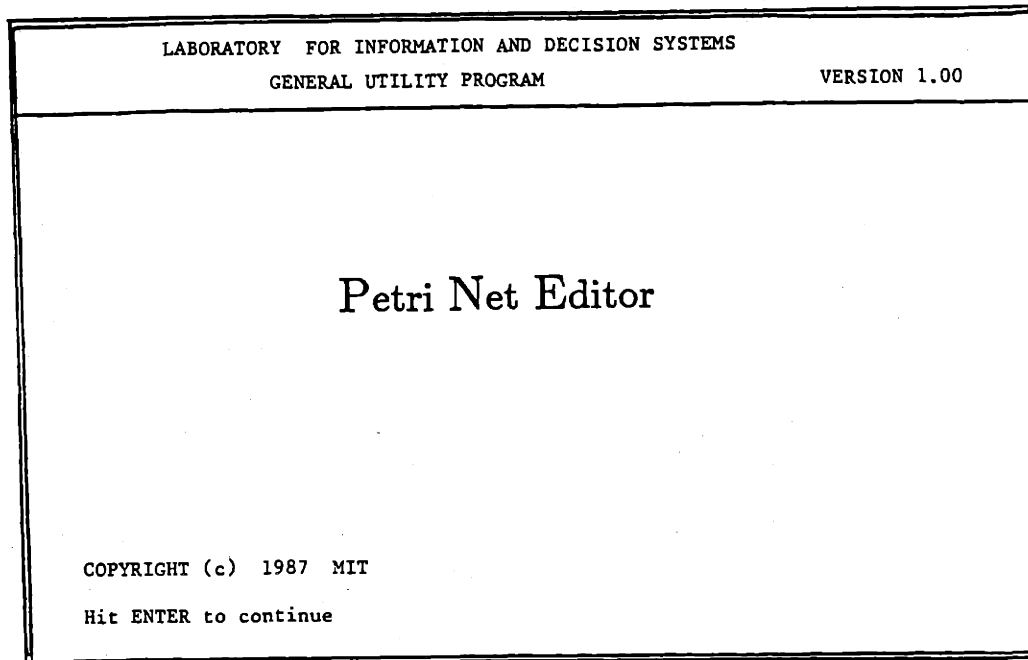 LABORATORY FOR INFORMATION AND DECISION SYSTEMS
GENERAL UTILITY PROGRAM VERSION 1.00
Petri Net Editor
COPYRIGHT (c) 1987 MIT
Hit ENTER to continue